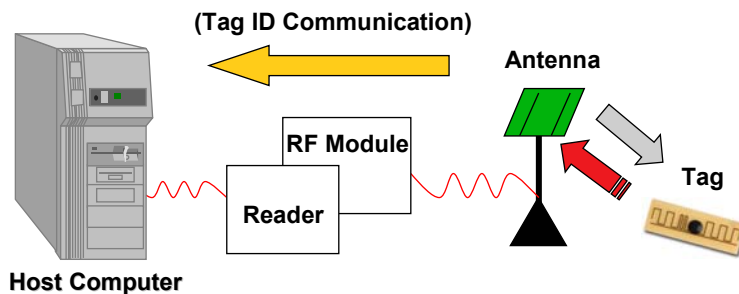 (Tag ID Communication)
Antenna
RF Module
Tag
Reader
Host Computer